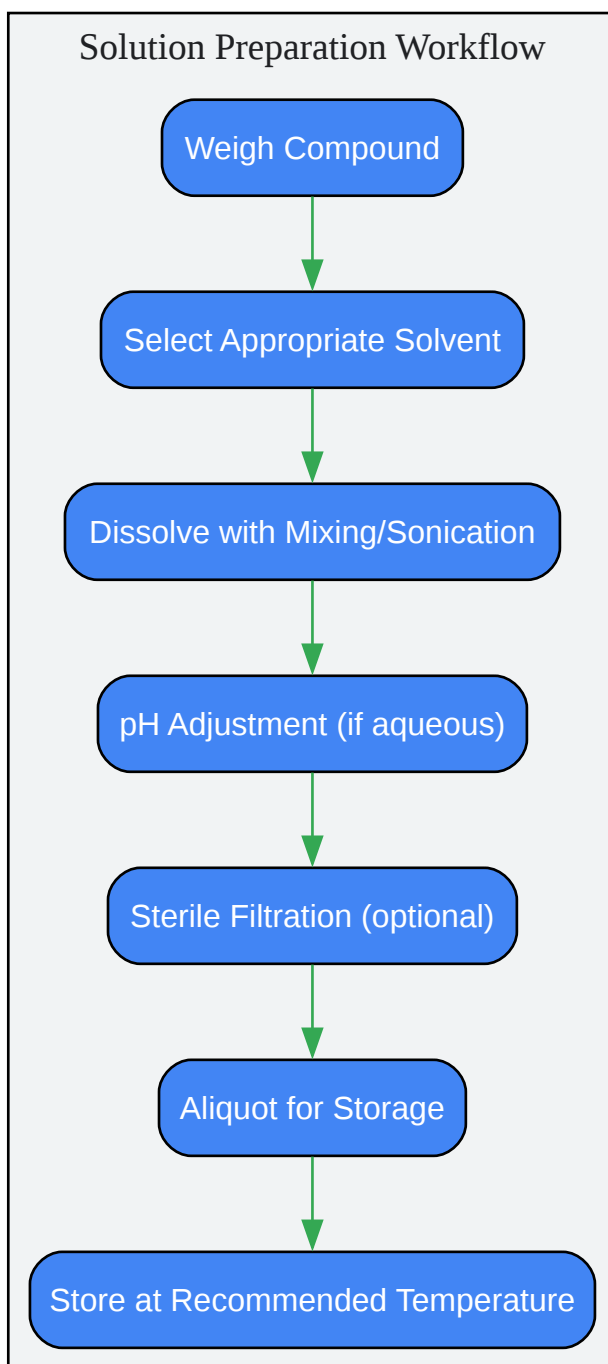 Solution Preparation Workflow
Weigh Compound
Select Appropriate Solvent
Dissolve with Mixing/Sonication
pH Adjustment (if aqueous)
Sterile Filtration (optional)
Aliquot for Storage
Store at Recommended Temperature